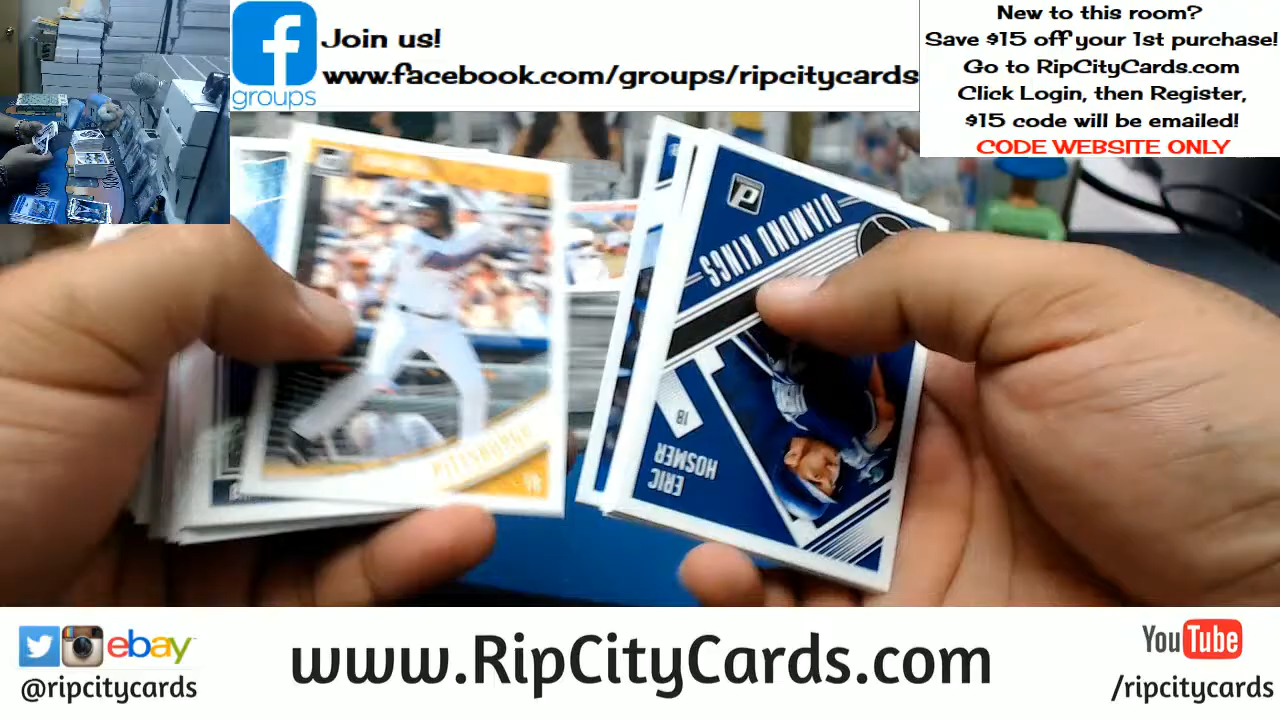 Join us!
www.facebook.com/groups/ripcitycards
groups
New to this room?
Save $15 off your 1st purchase!
Go to RipCityCards.com
Click Login, then Register,
$15 code will be emailed!
CODE WEBSITE ONLY
DIAMOND KINGS
18
ERIC
HOSMER
PITTSBURGH
ebay
@ripcitycards
www.RipCityCards.com
YouTube
/ripcitycards